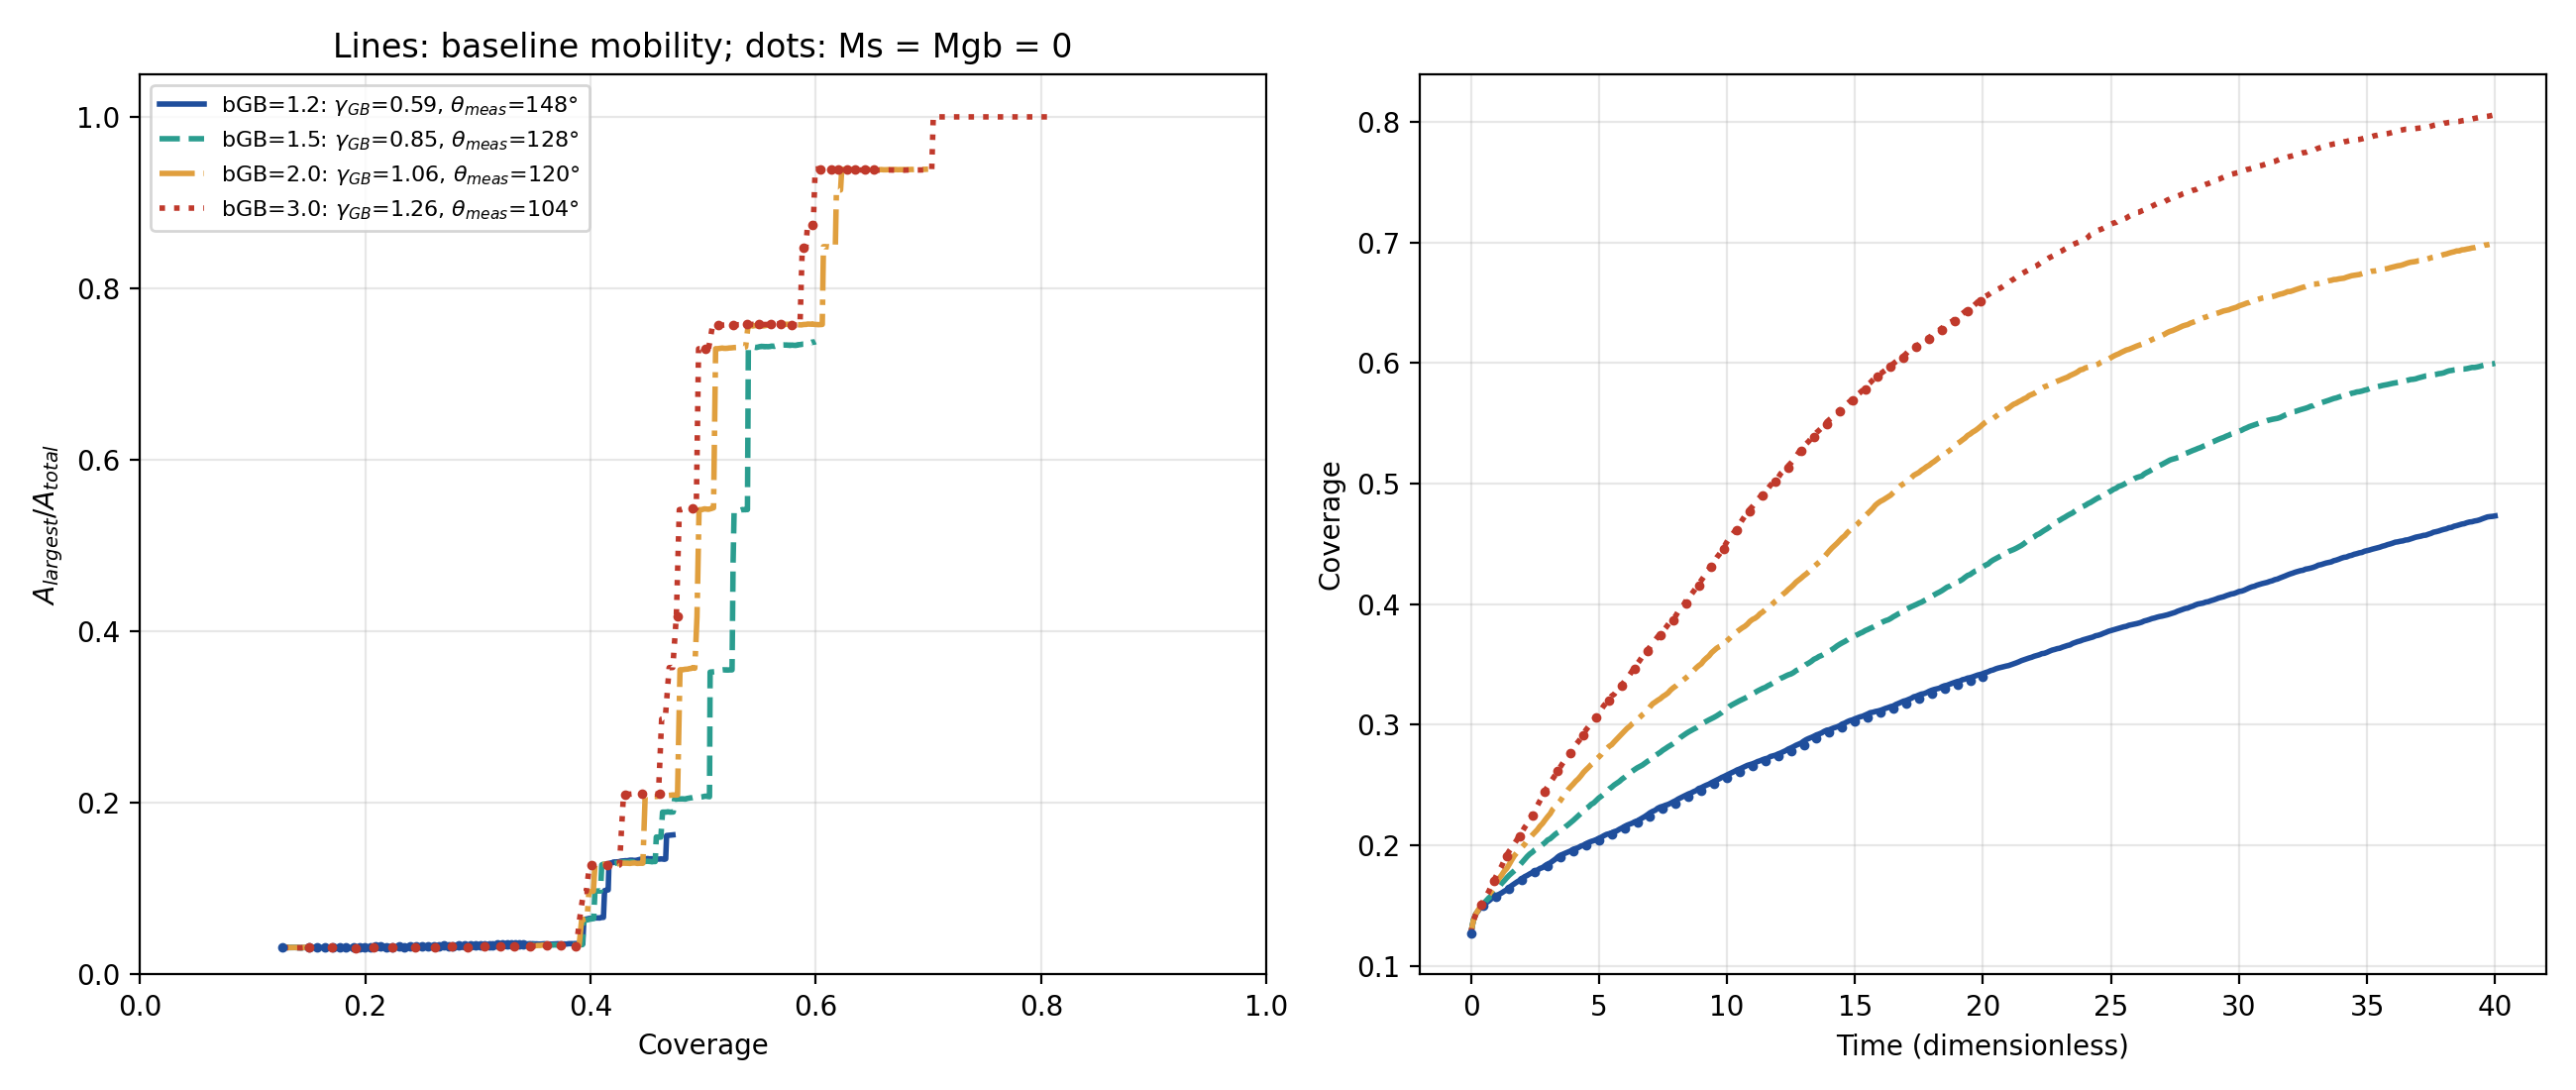 Lines: baseline mobility; dots: Ms = Mgb = 0
bGB=1.2: γGB=0.59, θmeas=148°
bGB=1.5: γGB=0.85, θmeas=128°
bGB=2.0: γGB=1.06, θmeas=120°
bGB=3.0: γGB=1.26, θmeas=104°
1.0
0.8
0.6
0.4
0.2
0.0
Alargest/Atotal
0.0 0.2 0.4 0.6 0.8 1.0
Coverage
0.8
0.7
0.6
0.5
0.4
0.3
0.2
0.1
Coverage
0 5 10 15 20 25 30 35 40
Time (dimensionless)